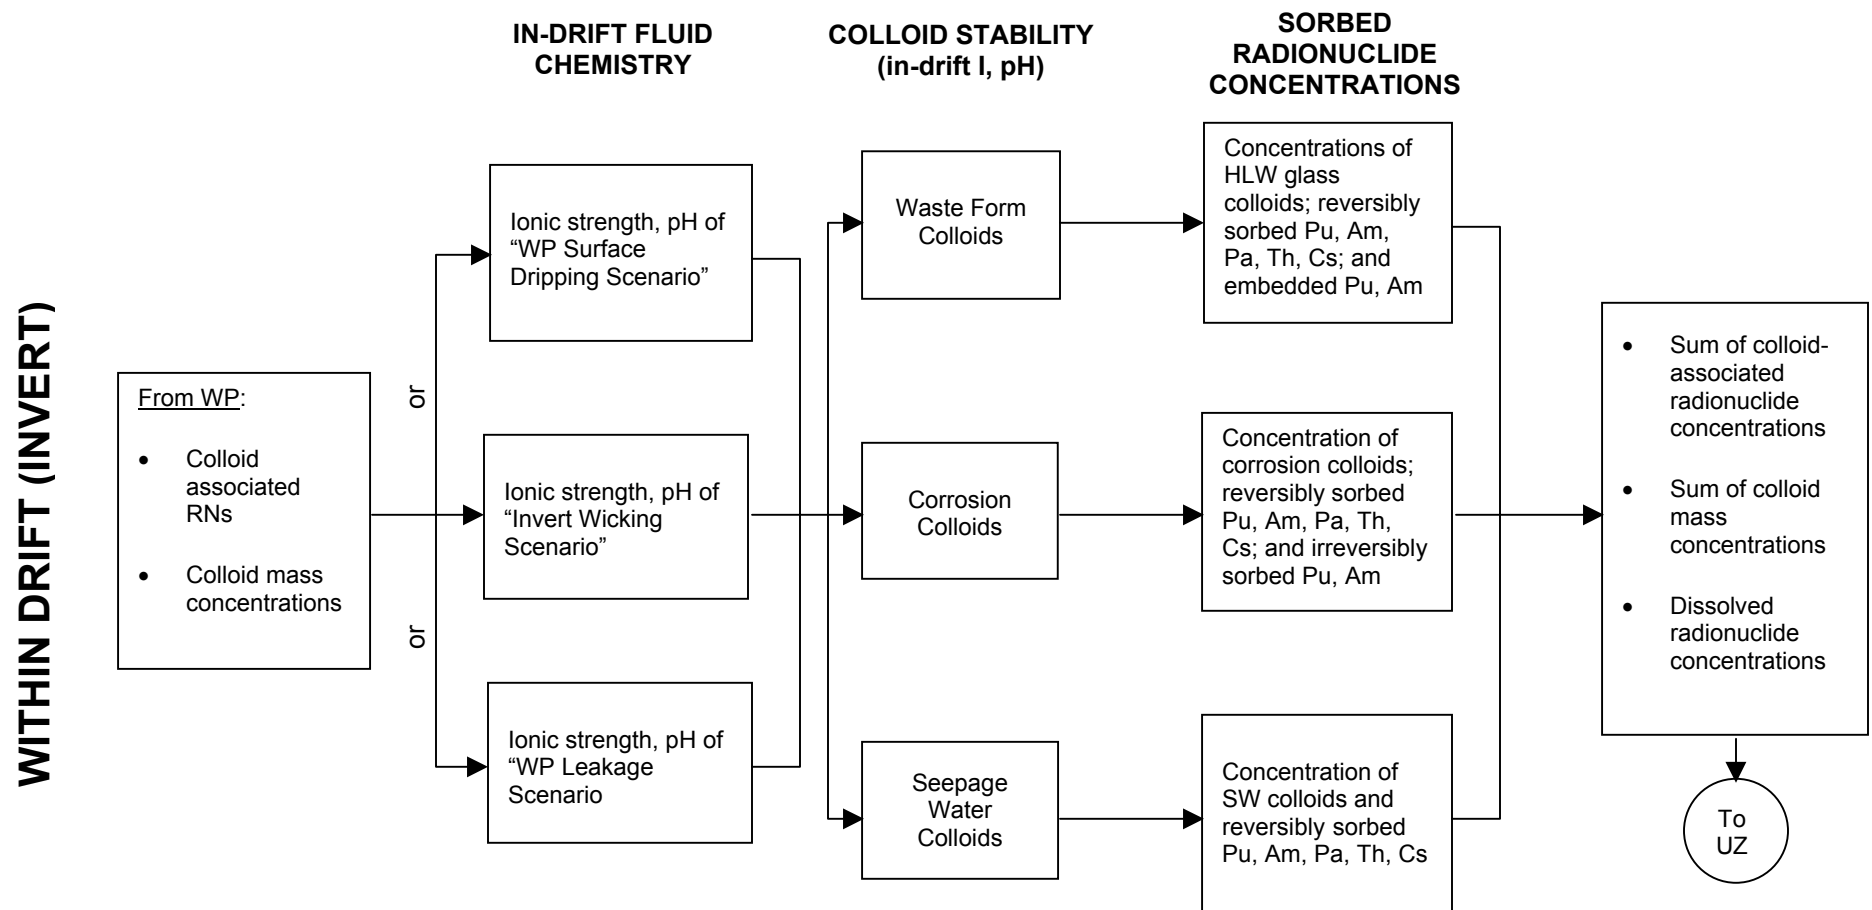 IN-DRIFT FLUID
CHEMISTRY
COLLOID STABILITY
(in-drift I, pH)
SORBED
RADIONUCLIDE
CONCENTRATIONS
WITHIN DRIFT (INVERT)
From WP:
• Colloid
associated
RNs
• Colloid mass
concentrations
or
or
Ionic strength, pH of
“WP Surface
Dripping Scenario”
Ionic strength, pH of
“Invert Wicking
Scenario”
Ionic strength, pH of
“WP Leakage
Scenario
Waste Form
Colloids
Corrosion
Colloids
Seepage
Water
Colloids
Concentrations of
HLW glass
colloids; reversibly
sorbed Pu, Am,
Pa, Th, Cs; and
embedded Pu, Am
Concentration of
corrosion colloids;
reversibly sorbed
Pu, Am, Pa, Th,
Cs; and irreversibly
sorbed Pu, Am
Concentration of
SW colloids and
reversibly sorbed
Pu, Am, Pa, Th, Cs
• Sum of colloid-
associated
radionuclide
concentrations
• Sum of colloid
mass
concentrations
• Dissolved
radionuclide
concentrations
To
UZ